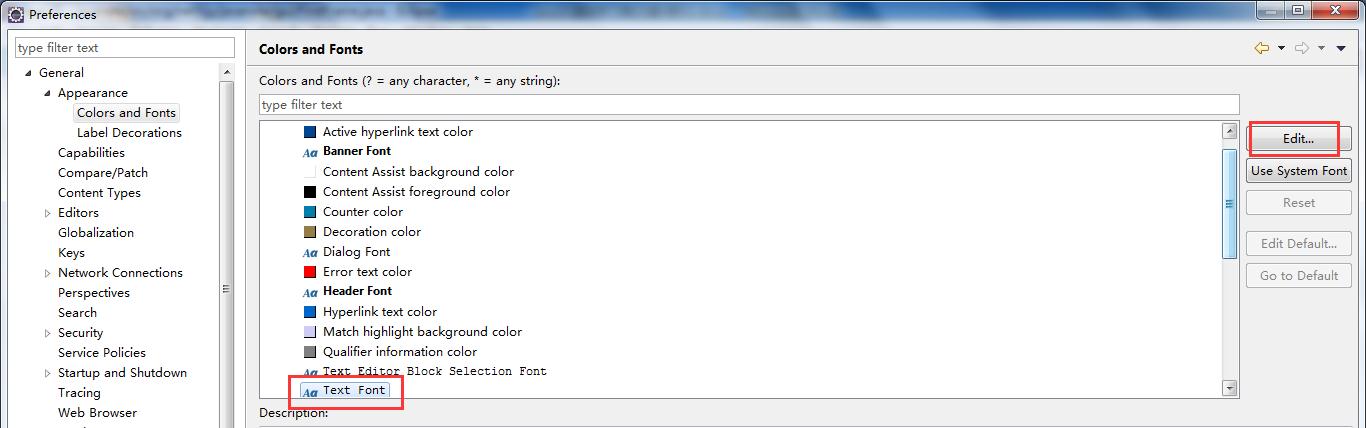 Preferences
type filter text
General
Appearance
Colors and Fonts
Label Decorations
Capabilities
Compare/Patch
Content Types
Editors
Globalization
Keys
Network Connections
Perspectives
Search
Security
Service Policies
Startup and Shutdown
Tracing
Web Browser
Colors and Fonts
Colors and Fonts (? = any character, * = any string):
type filter text
Active hyperlink text color
Aa Banner Font
Content Assist background color
Content Assist foreground color
Counter color
Decoration color
Aa Dialog Font
Error text color
Aa Header Font
Hyperlink text color
Match highlight background color
Qualifier information color
Aa Text Editor Block Selection Font
Aa Text Font
Description:
Edit...
Use System Font
Reset
Edit Default...
Go to Default